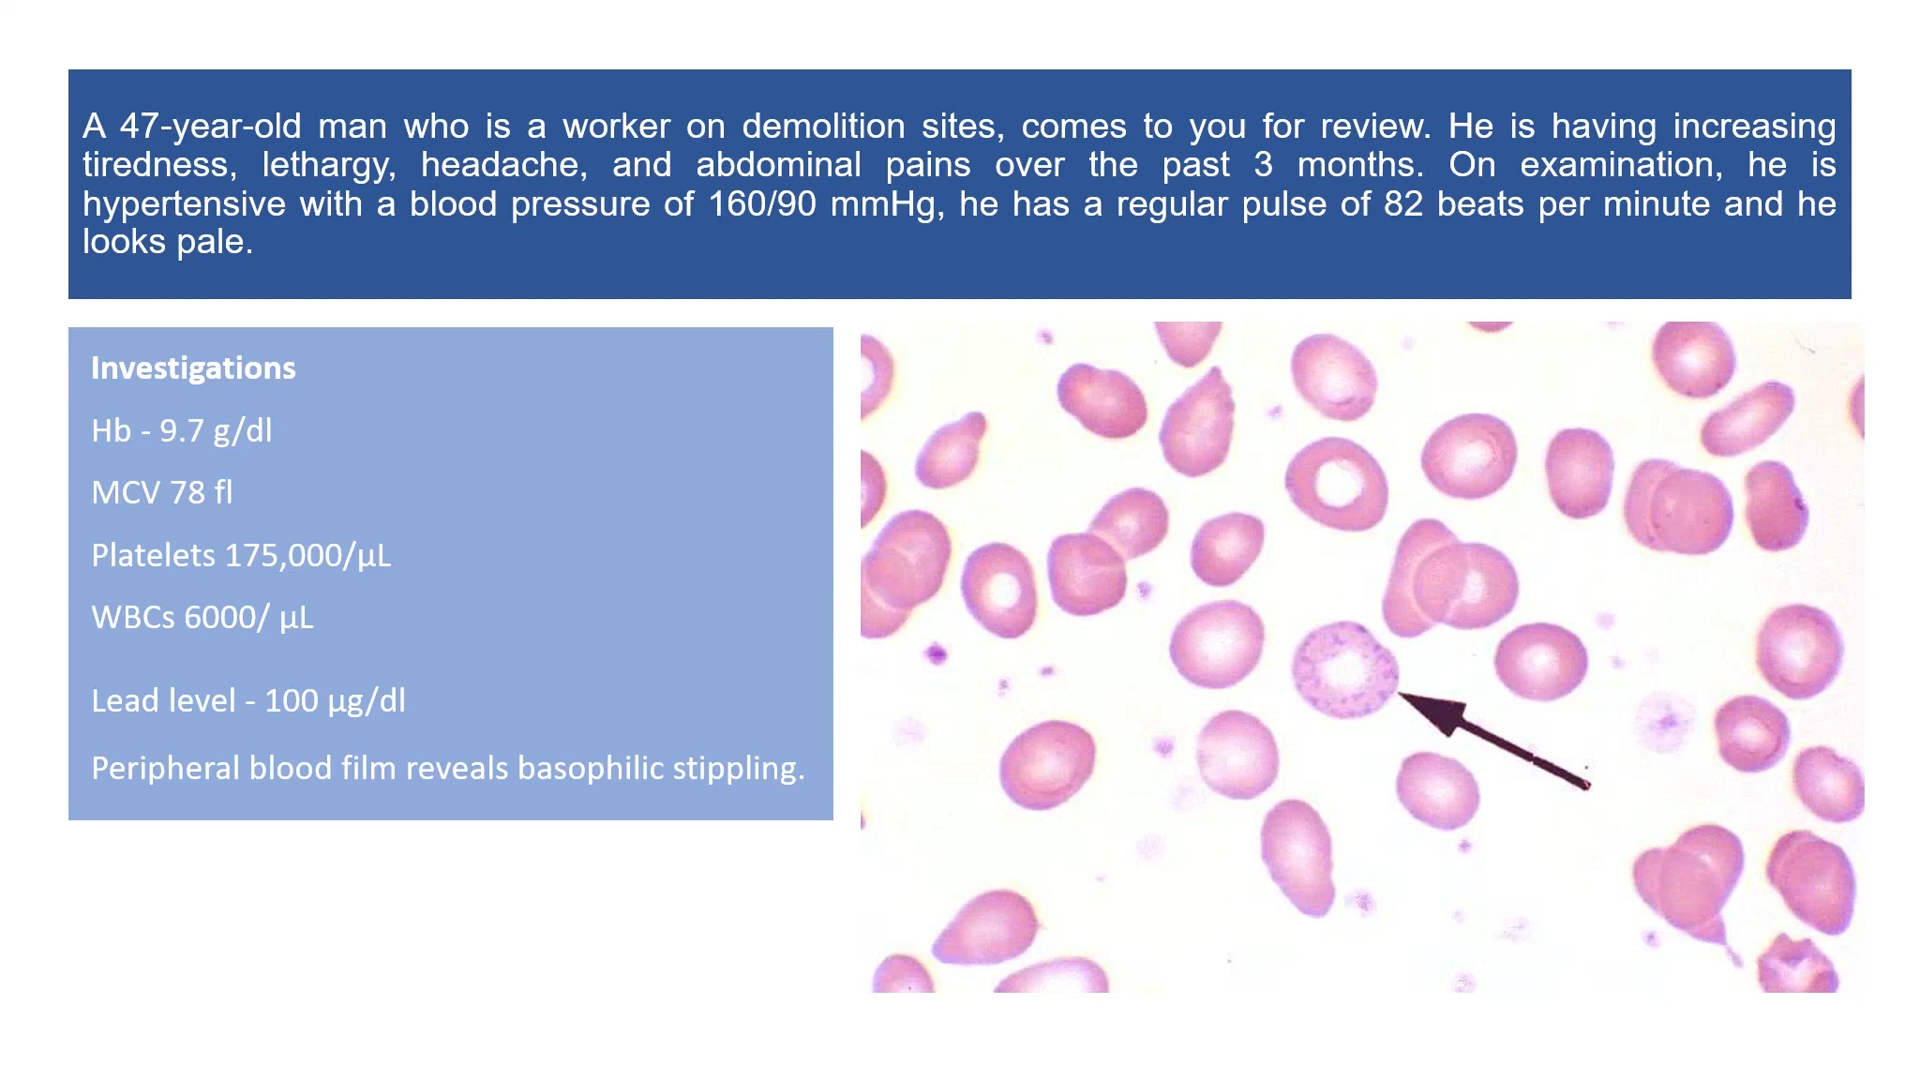 A 47-year-old man who is a worker on demolition sites, comes to you for review. He is having increasing
tiredness, lethargy, headache, and abdominal pains over the past 3 months. On examination, he is
hypertensive with a blood pressure of 160/90 mmHg, he has a regular pulse of 82 beats per minute and he
looks pale.
Investigations
Hb - 9.7 g/dl
MCV 78 fl
Platelets 175,000/µL
WBCs 6000/ µL
Lead level - 100 µg/dl
Peripheral blood film reveals basophilic stippling.